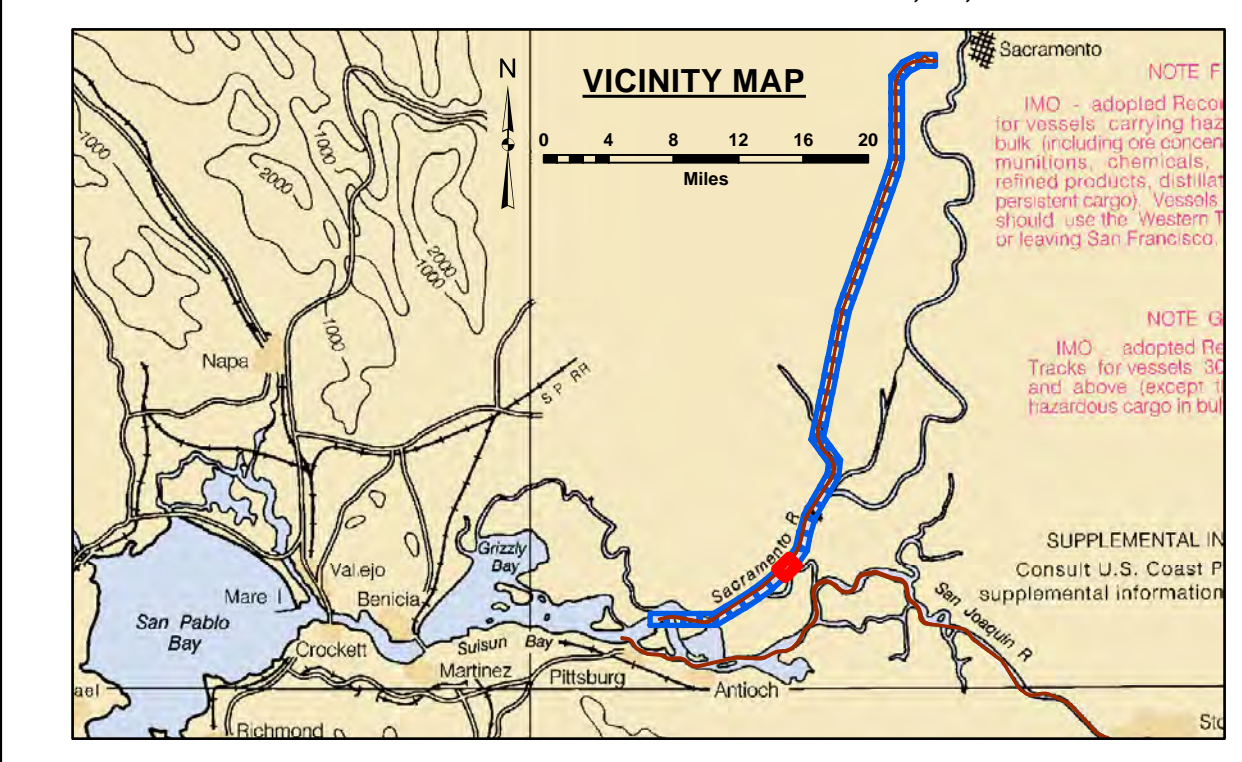 VICINITY MAP
N
0 4 8 12 16 20
Miles
Sacramento
NOTE F
IMO - adopted Recor
for vessels carrying haz
bulk (including ore concen
munitions, chemicals,
refined products, distillat
persistent cargo). Vessels
should use the Western T
or leaving San Francisco.
NOTE G
IMO - adopted Re
Tracks for vessels 30
and above (except t
hazardous cargo in bul
1000
2000
1000
2000
1000
1000
Napa
S P RR
Sacramento R
Grizzly
Bay
Vallejo
Mare I
Benicia
San Pablo
Bay
Crockett
Suisun Bay
Martinez
Pittsburg
Antioch
San Joaquin R
SUPPLEMENTAL IN
Consult U.S. Coast P
supplemental information
ael
Richmond
Sto